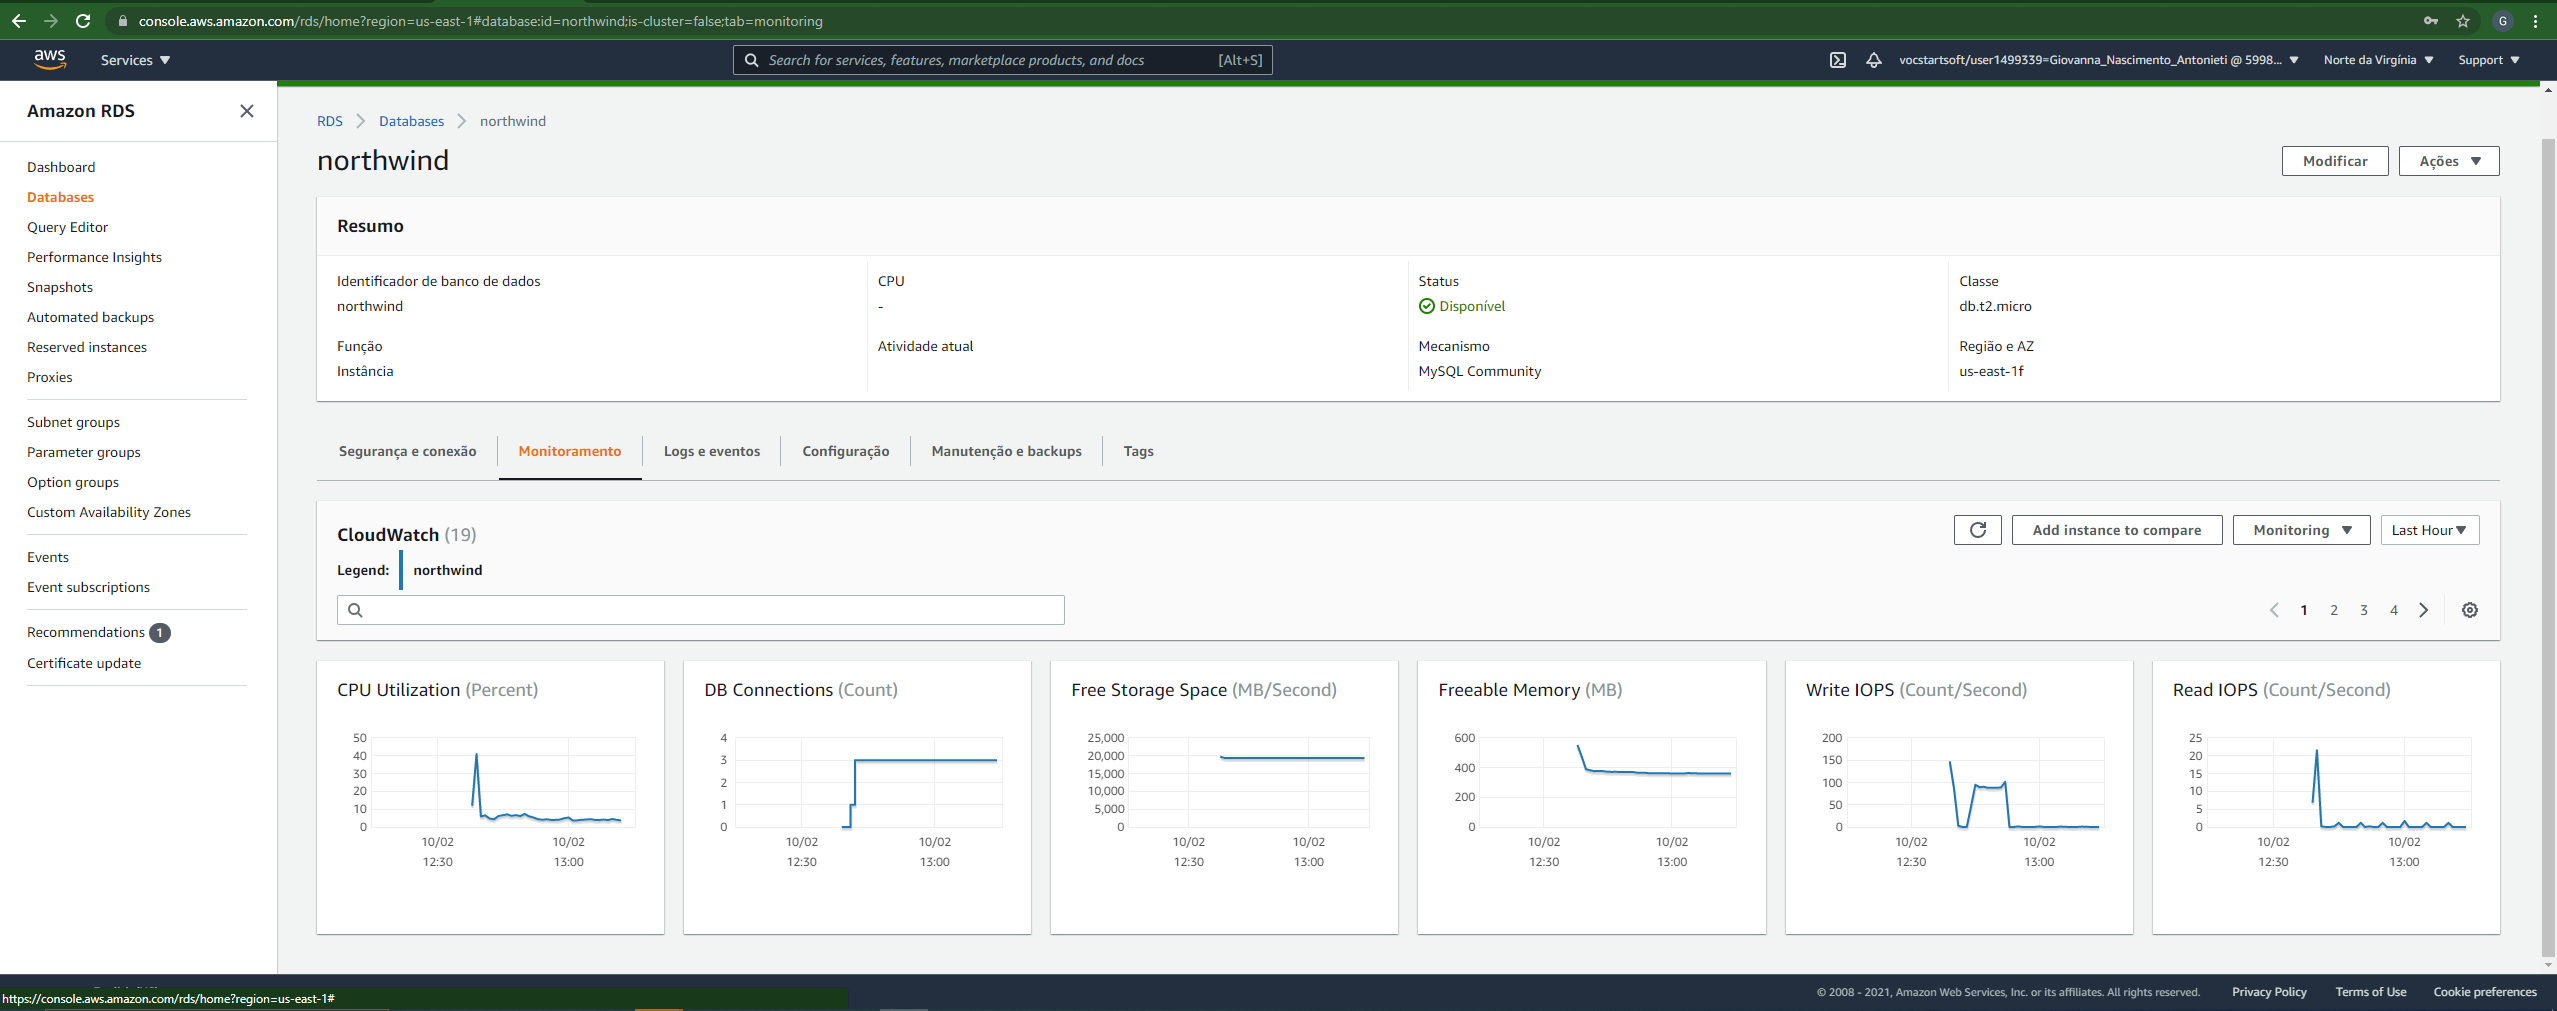 console.aws.amazon.com/rds/home?region=us-east-1#database:id=northwind;is-cluster=false;tab=monitoring
G
aws
Services
Search for services, features, marketplace products, and docs
[Alt+S]
vocstartsoft/user1499339=Giovanna_Nascimento_Antonieti @ 5998...
Norte da Virgínia
Support
Amazon RDS
Dashboard
Databases
Query Editor
Performance Insights
Snapshots
Automated backups
Reserved instances
Proxies
Subnet groups
Parameter groups
Option groups
Custom Availability Zones
Events
Event subscriptions
Recommendations 1
Certificate update
RDS
Databases
northwind
northwind
Modificar
Ações
Resumo
Identificador de banco de dados
northwind
CPU
-
Status
Disponível
Classe
db.t2.micro
Função
Instância
Atividade atual
Mecanismo
MySQL Community
Região e AZ
us-east-1f
Segurança e conexão
Monitoramento
Logs e eventos
Configuração
Manutenção e backups
Tags
CloudWatch (19)
Add instance to compare
Monitoring
Last Hour
Legend:
northwind
1 2 3 4
CPU Utilization (Percent)
50
40
30
20
10
0
10/02
12:30
10/02
13:00
DB Connections (Count)
4
3
2
1
0
10/02
12:30
10/02
13:00
Free Storage Space (MB/Second)
25,000
20,000
15,000
10,000
5,000
0
10/02
12:30
10/02
13:00
Freeable Memory (MB)
600
400
200
0
10/02
12:30
10/02
13:00
Write IOPS (Count/Second)
200
150
100
50
0
10/02
12:30
10/02
13:00
Read IOPS (Count/Second)
25
20
15
10
5
0
10/02
12:30
10/02
13:00
https://console.aws.amazon.com/rds/home?region=us-east-1#
© 2008 - 2021, Amazon Web Services, Inc. or its affiliates. All rights reserved.
Privacy Policy
Terms of Use
Cookie preferences